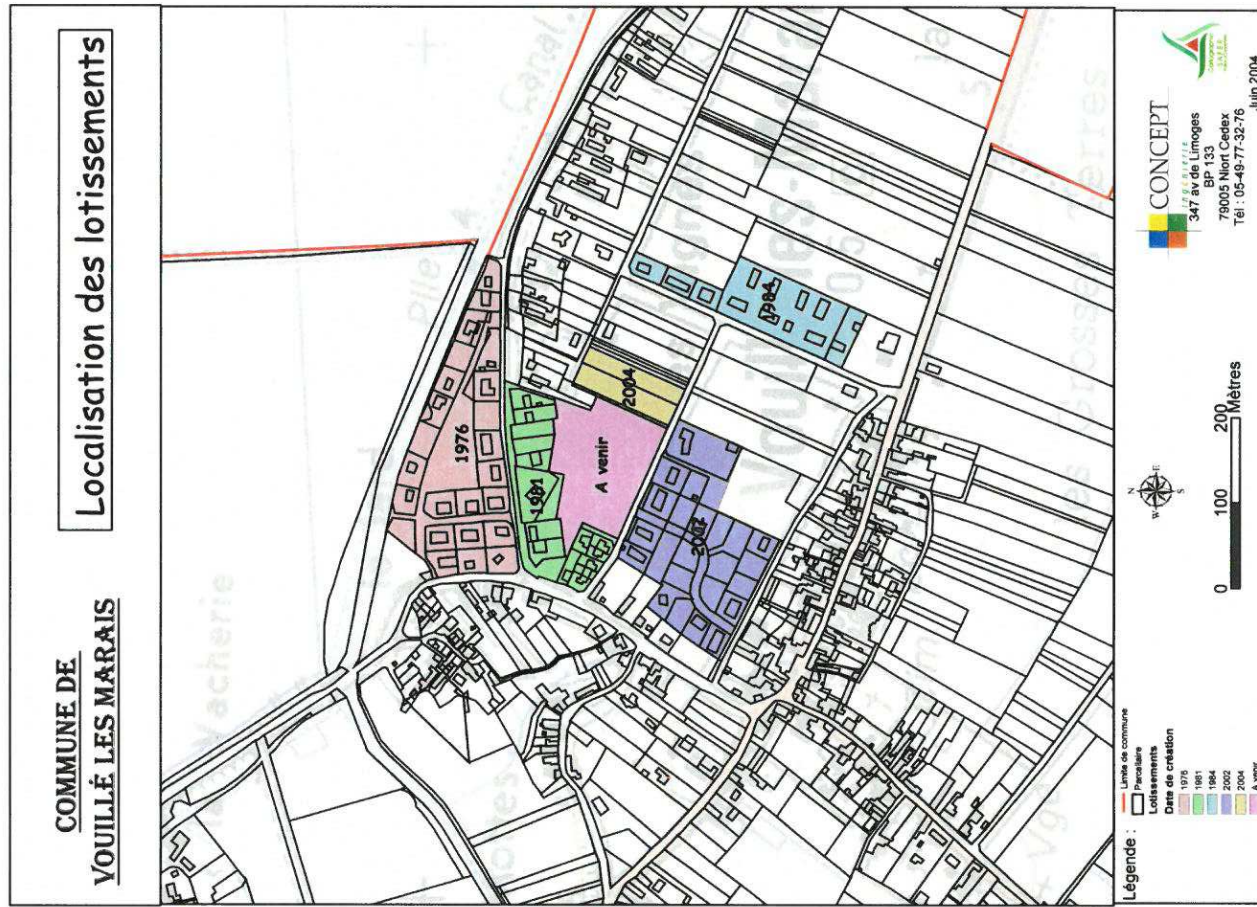 COMMUNE DE
VOUILLÉ LES MARAIS
Localisation des lotissements
1976
1981
A venir
2004
2002
1984
N
W
E
S
0 100 200
Mètres
Légende :
Limite de commune
Parcellaire
Lotissements
Date de création
1976
1981
1984
2002
2004
A venir
CONCEPT
ingénierie
347 av de Limoges
BP 133
79005 Niort Cedex
Tél : 05-49-77-32-76
Cartographie
SAFER
Juin 2004